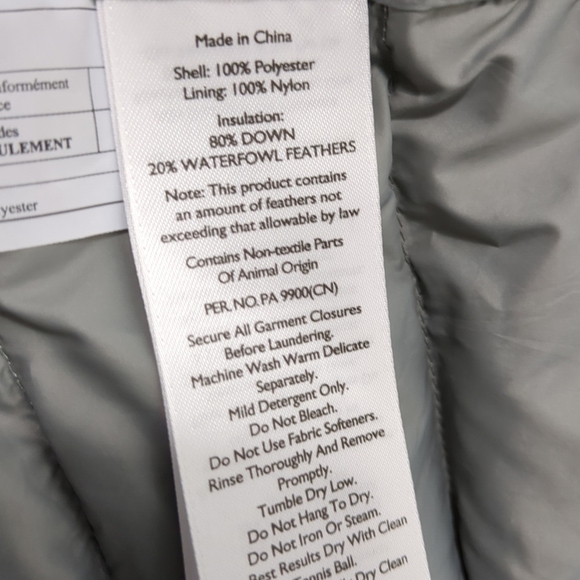 Made in China
Shell: 100% Polyester
Lining: 100% Nylon
Insulation:
80% DOWN
20% WATERFOWL FEATHERS
Note: This product contains
an amount of feathers not
exceeding that allowable by law
Contains Non-textile Parts
Of Animal Origin
PER. NO. PA 9900(CN)
Secure All Garment Closures
Before Laundering.
Machine Wash Warm Delicate
Separately.
Mild Detergent Only.
Do Not Bleach.
Do Not Use Fabric Softeners.
Rinse Thoroughly And Remove
Promptly.
Tumble Dry Low.
Do Not Hang To Dry.
Do Not Iron Or Steam.
Best Results Dry With Clean
Tennis Ball.
Dry Clean
nformément
ce
des
ULEMENT
yester